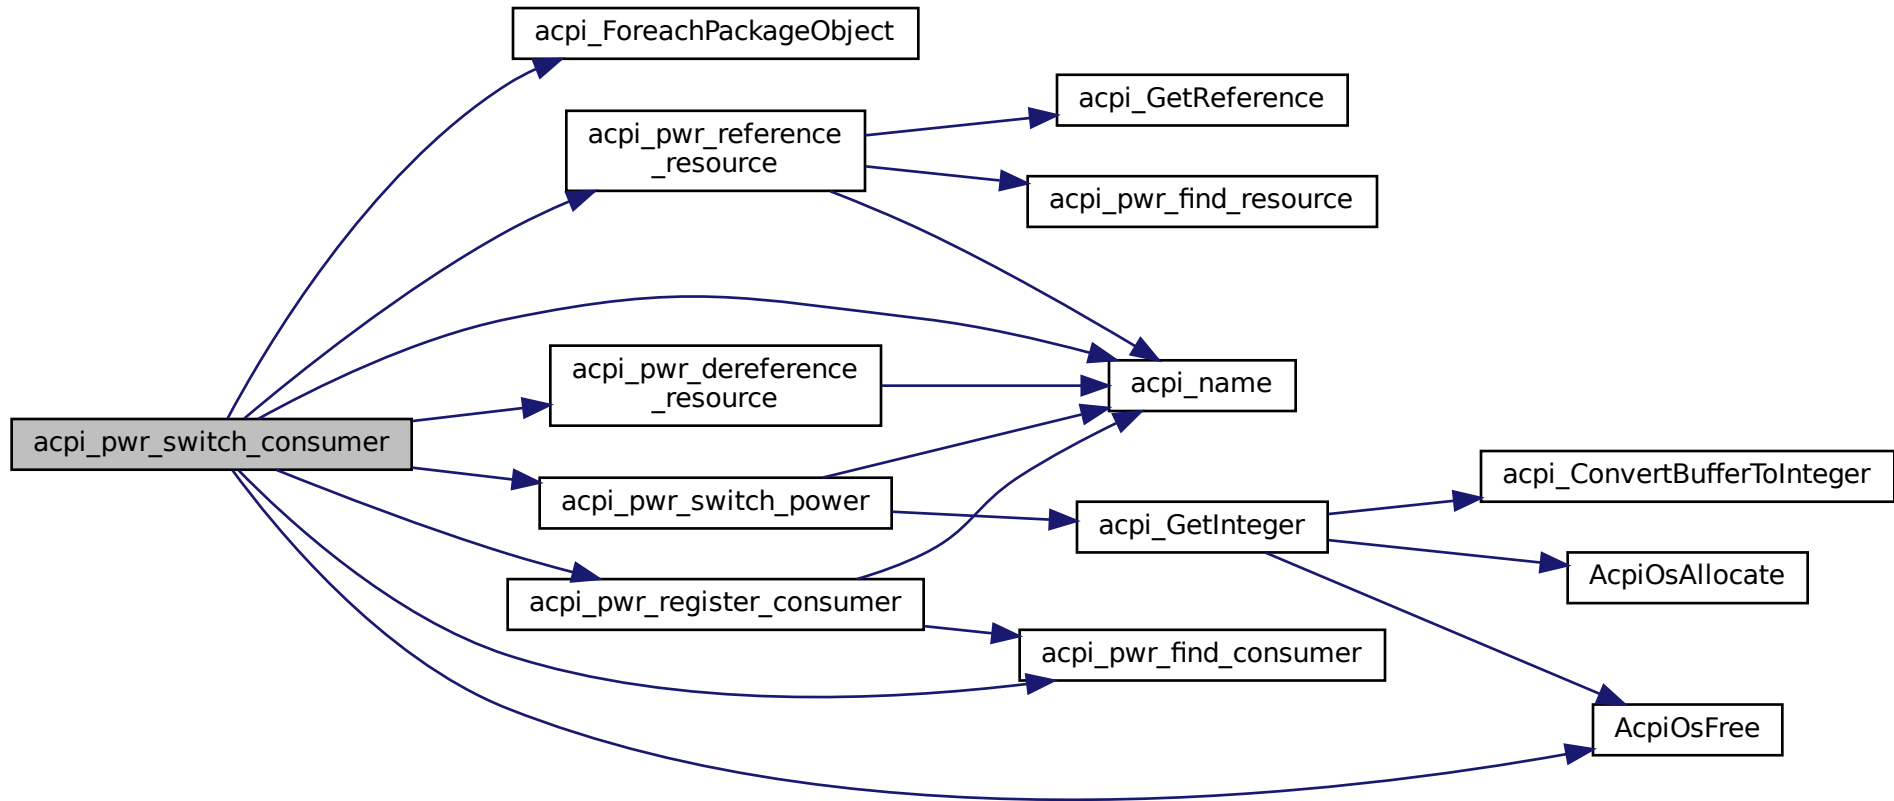 acpi_ForeachPackageObject
acpi_GetReference
acpi_pwr_reference
_resource
acpi_pwr_find_resource
acpi_pwr_dereference
_resource
acpi_name
acpi_pwr_switch_consumer
acpi_ConvertBufferToInteger
acpi_pwr_switch_power
acpi_GetInteger
AcpiOsAllocate
acpi_pwr_register_consumer
acpi_pwr_find_consumer
AcpiOsFree